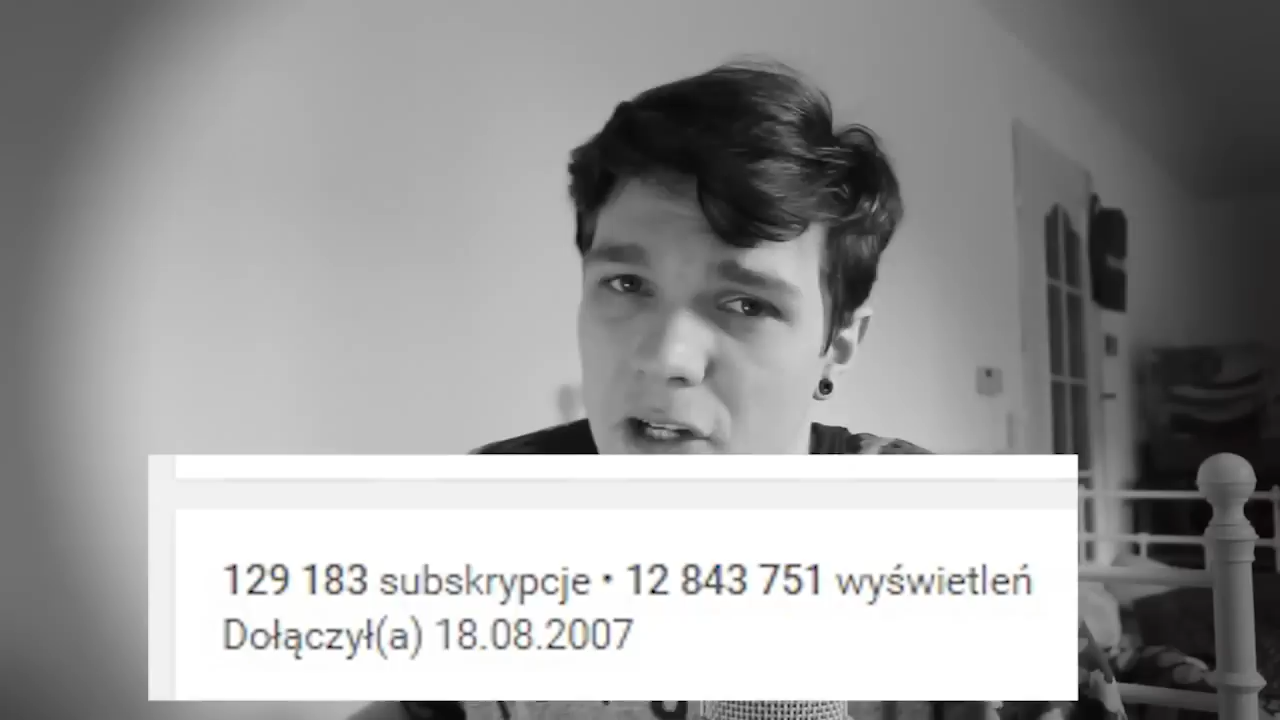 129 183 subskrypcje • 12 843 751 wyświetleń
Dołączył(a) 18.08.2007